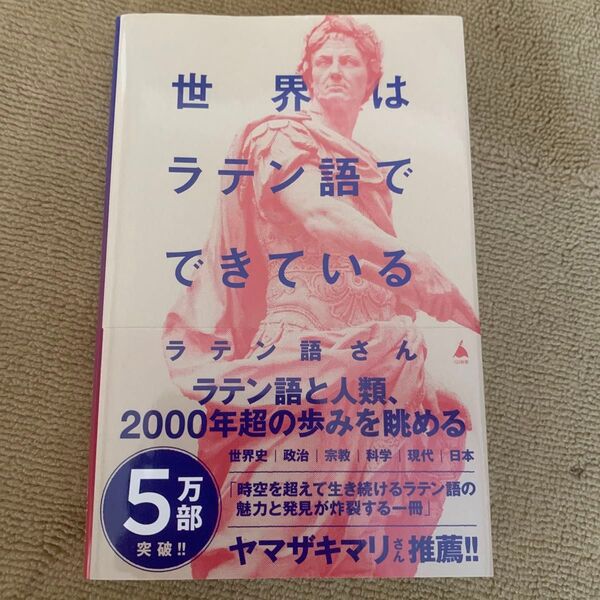 世界は
ラテン語で
できている
ラテン語さん
ラテン語と人類、
2000年超の歩みを眺める
世界史｜政治｜宗教｜科学｜現代｜日本
5万部
突破!!
「時空を超えて生き続けるラテン語の
魅力と発見が炸裂する一冊」
ヤマザキマリさん推薦!!